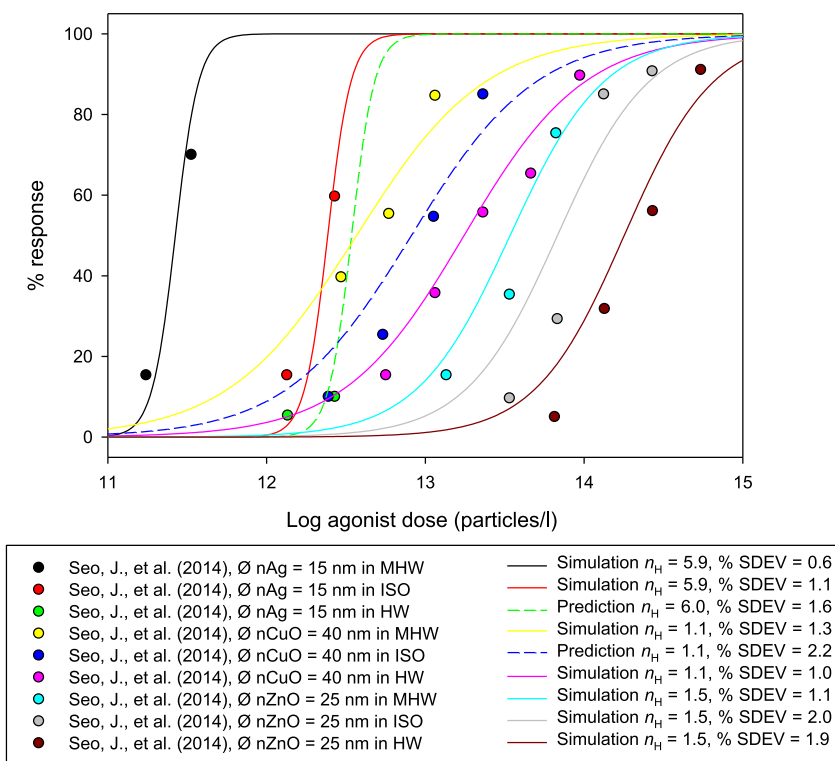 100
80
60
40
20
0
% response
11 12 13 14 15
Log agonist dose (particles/l)
Seo, J., et al. (2014), Ø nAg = 15 nm in MHW
Seo, J., et al. (2014), Ø nAg = 15 nm in ISO
Seo, J., et al. (2014), Ø nAg = 15 nm in HW
Seo, J., et al. (2014), Ø nCuO = 40 nm in MHW
Seo, J., et al. (2014), Ø nCuO = 40 nm in ISO
Seo, J., et al. (2014), Ø nCuO = 40 nm in HW
Seo, J., et al. (2014), Ø nZnO = 25 nm in MHW
Seo, J., et al. (2014), Ø nZnO = 25 nm in ISO
Seo, J., et al. (2014), Ø nZnO = 25 nm in HW
Simulation nH = 5.9, % SDEV = 0.6
Simulation nH = 5.9, % SDEV = 1.1
Prediction nH = 6.0, % SDEV = 1.6
Simulation nH = 1.1, % SDEV = 1.3
Prediction nH = 1.1, % SDEV = 2.2
Simulation nH = 1.1, % SDEV = 1.0
Simulation nH = 1.5, % SDEV = 1.1
Simulation nH = 1.5, % SDEV = 2.0
Simulation nH = 1.5, % SDEV = 1.9